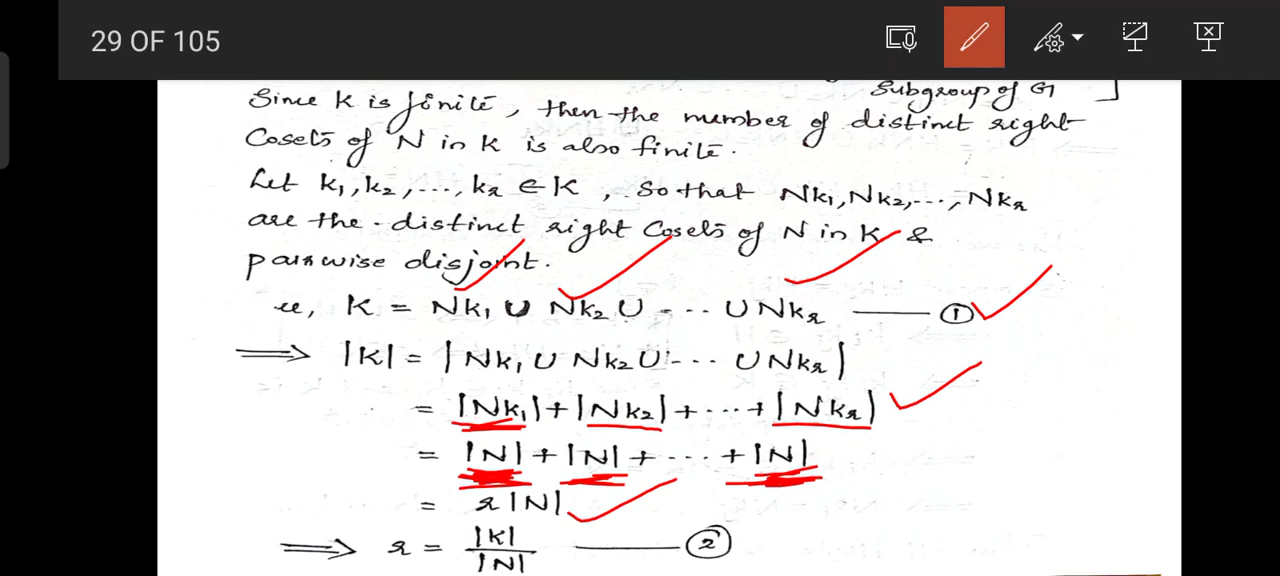 29 OF 105
Subgroup of G ]
Since K is finite, then the number of distinct right
Cosets of N in K is also finite.
Let k₁, k₂, ..., kr ∈ K, So that Nk₁, Nk₂, ..., Nkr
are the distinct right Cosets of N in K &
pairwise disjoint.
ie, K = Nk₁ ∪ Nk₂ ∪ ... ∪ Nkr —— ①
⟹ |K| = |Nk₁ ∪ Nk₂ ∪ ... ∪ Nkr|
= |Nk₁| + |Nk₂| + ... + |Nkr|
= |N| + |N| + ... + |N|
= r|N|
⟹ r = |K| / |N| —— ②